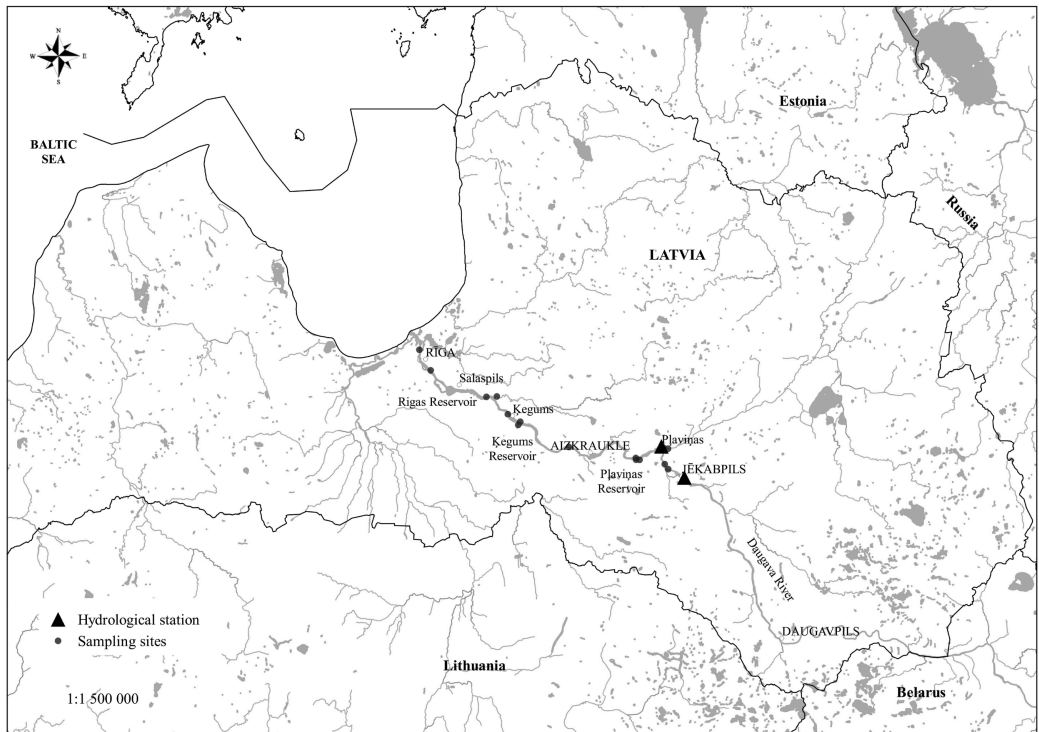 N
W E
S
BALTIC
SEA
Estonia
Russia
LATVIA
RĪGA
Salaspils
Rigas Reservoir
Ķegums
Ķegums
Reservoir
AIZKRAUKLE
Pļaviņas
Pļaviņas
Reservoir
JĒKABPILS
Daugava River
DAUGAVPILS
▲ Hydrological station
● Sampling sites
Lithuania
Belarus
1:1 500 000